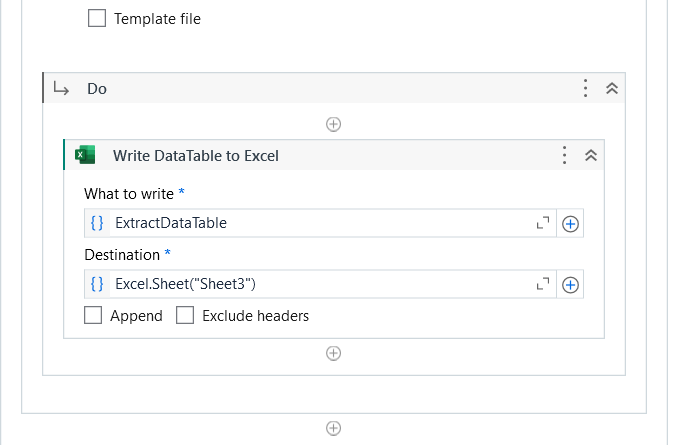 Template file
Do
Write DataTable to Excel
What to write *
{} ExtractDataTable
Destination *
{} Excel.Sheet("Sheet3")
Append Exclude headers